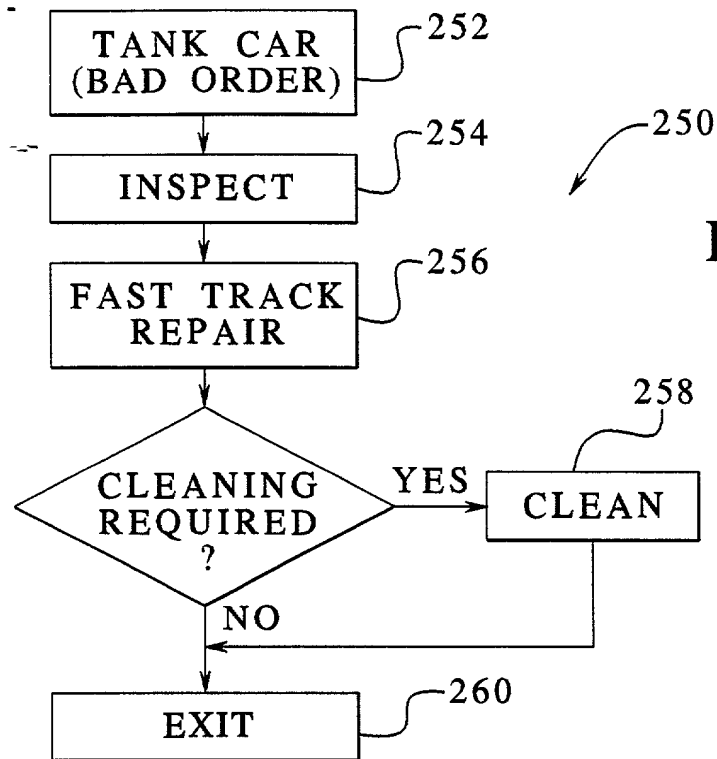 TANK CAR
(BAD ORDER)
252
INSPECT
254
250
FAST TRACK
REPAIR
256
CLEANING
REQUIRED
?
YES
258
CLEAN
NO
EXIT
260